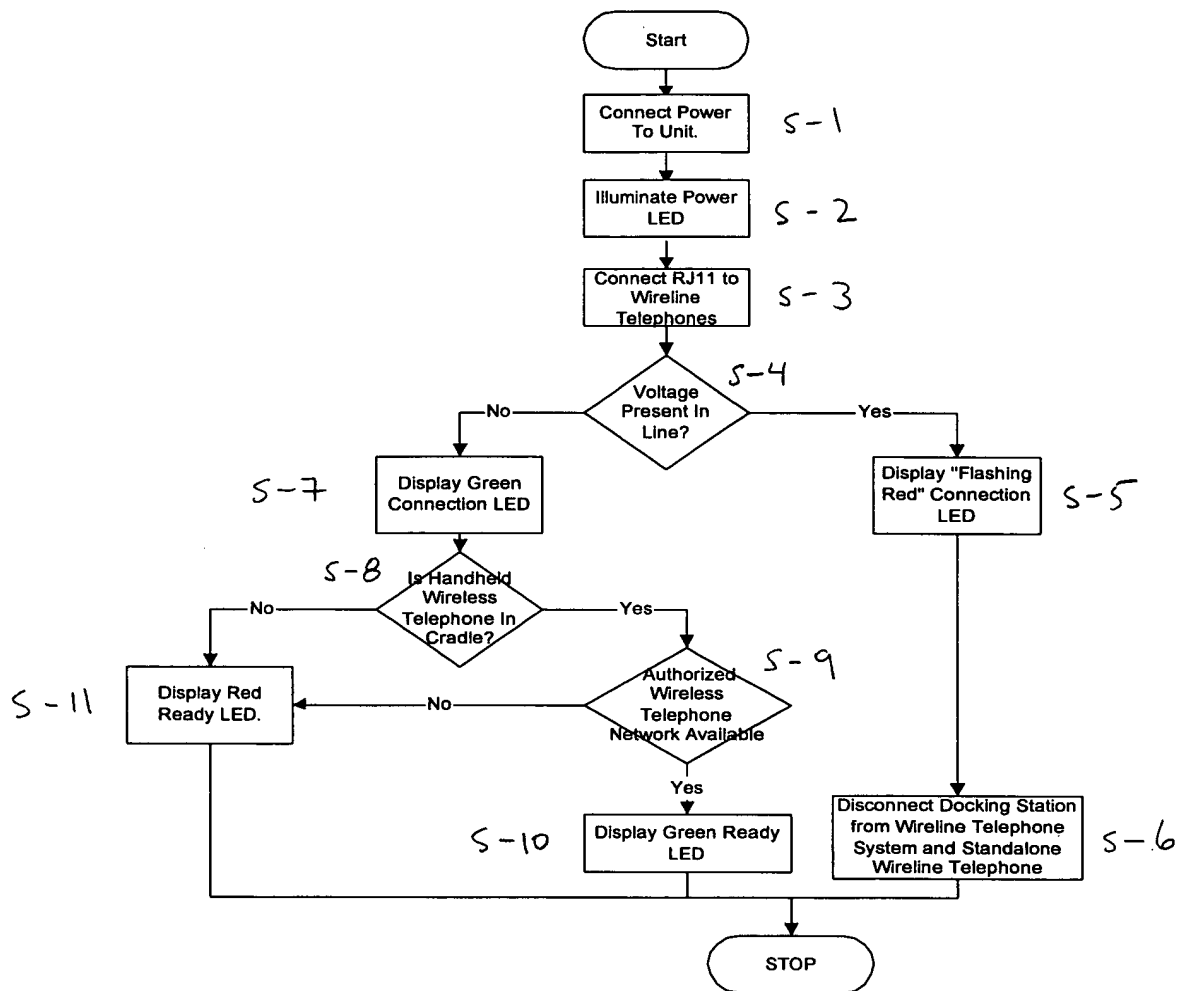 Start
Connect Power
To Unit.
S-1
Illuminate Power
LED
S-2
Connect RJ11 to
Wireline
Telephones
S-3
Voltage
Present In
Line?
S-4
No
Yes
Display Green
Connection LED
S-7
Display "Flashing
Red" Connection
LED
S-5
Is Handheld
Wireless
Telephone In
Cradle?
S-8
No
Yes
Authorized
Wireless
Telephone
Network Available
S-9
Display Red
Ready LED.
S-11
No
Yes
Display Green Ready
LED
S-10
Disconnect Docking Station
from Wireline Telephone
System and Standalone
Wireline Telephone
S-6
STOP